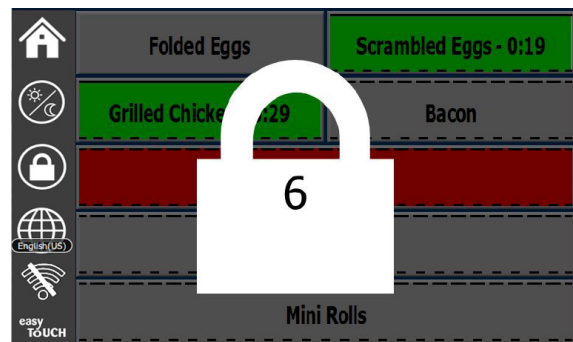 Folded Eggs
Scrambled Eggs - 0:19
Grilled Chicke
:29
Bacon
6
English(US)
Mini Rolls
easy
ToUCH